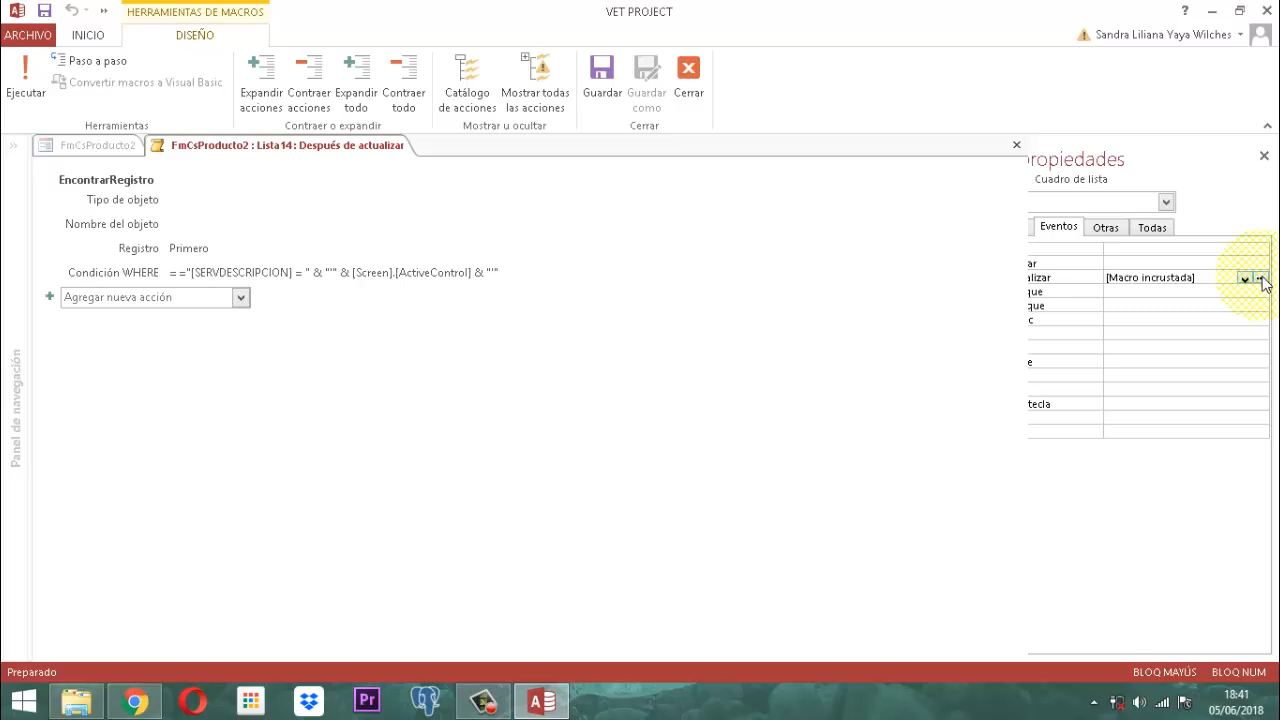 HERRAMIENTAS DE MACROS
VET PROJECT
?
ARCHIVO
INICIO
DISEÑO
Sandra Liliana Yaya Wilches
Ejecutar
Paso a paso
Convertir macros a Visual Basic
Herramientas
Expandir acciones
Contraer acciones
Expandir todo
Contraer todo
Contraer o expandir
Catálogo de acciones
Mostrar todas las acciones
Mostrar u ocultar
Guardar
Guardar como
Cerrar
Cerrar
FmCsProducto2
FmCsProducto2 : Lista14 : Después de actualizar
EncontrarRegistro
Tipo de objeto
Nombre del objeto
Registro Primero
Condición WHERE = ="[SERVDESCRIPCION] = " & "'" & [Screen].[ActiveControl] & "'"
Agregar nueva acción
Panel de navegación
ropiedades
Cuadro de lista
Eventos
Otras
Todas
ar
alizar [Macro incrustada]
que
que
c
e
tecla
Preparado
BLOQ MAYÚS
BLOQ NUM
Pr
18:41
05/06/2018